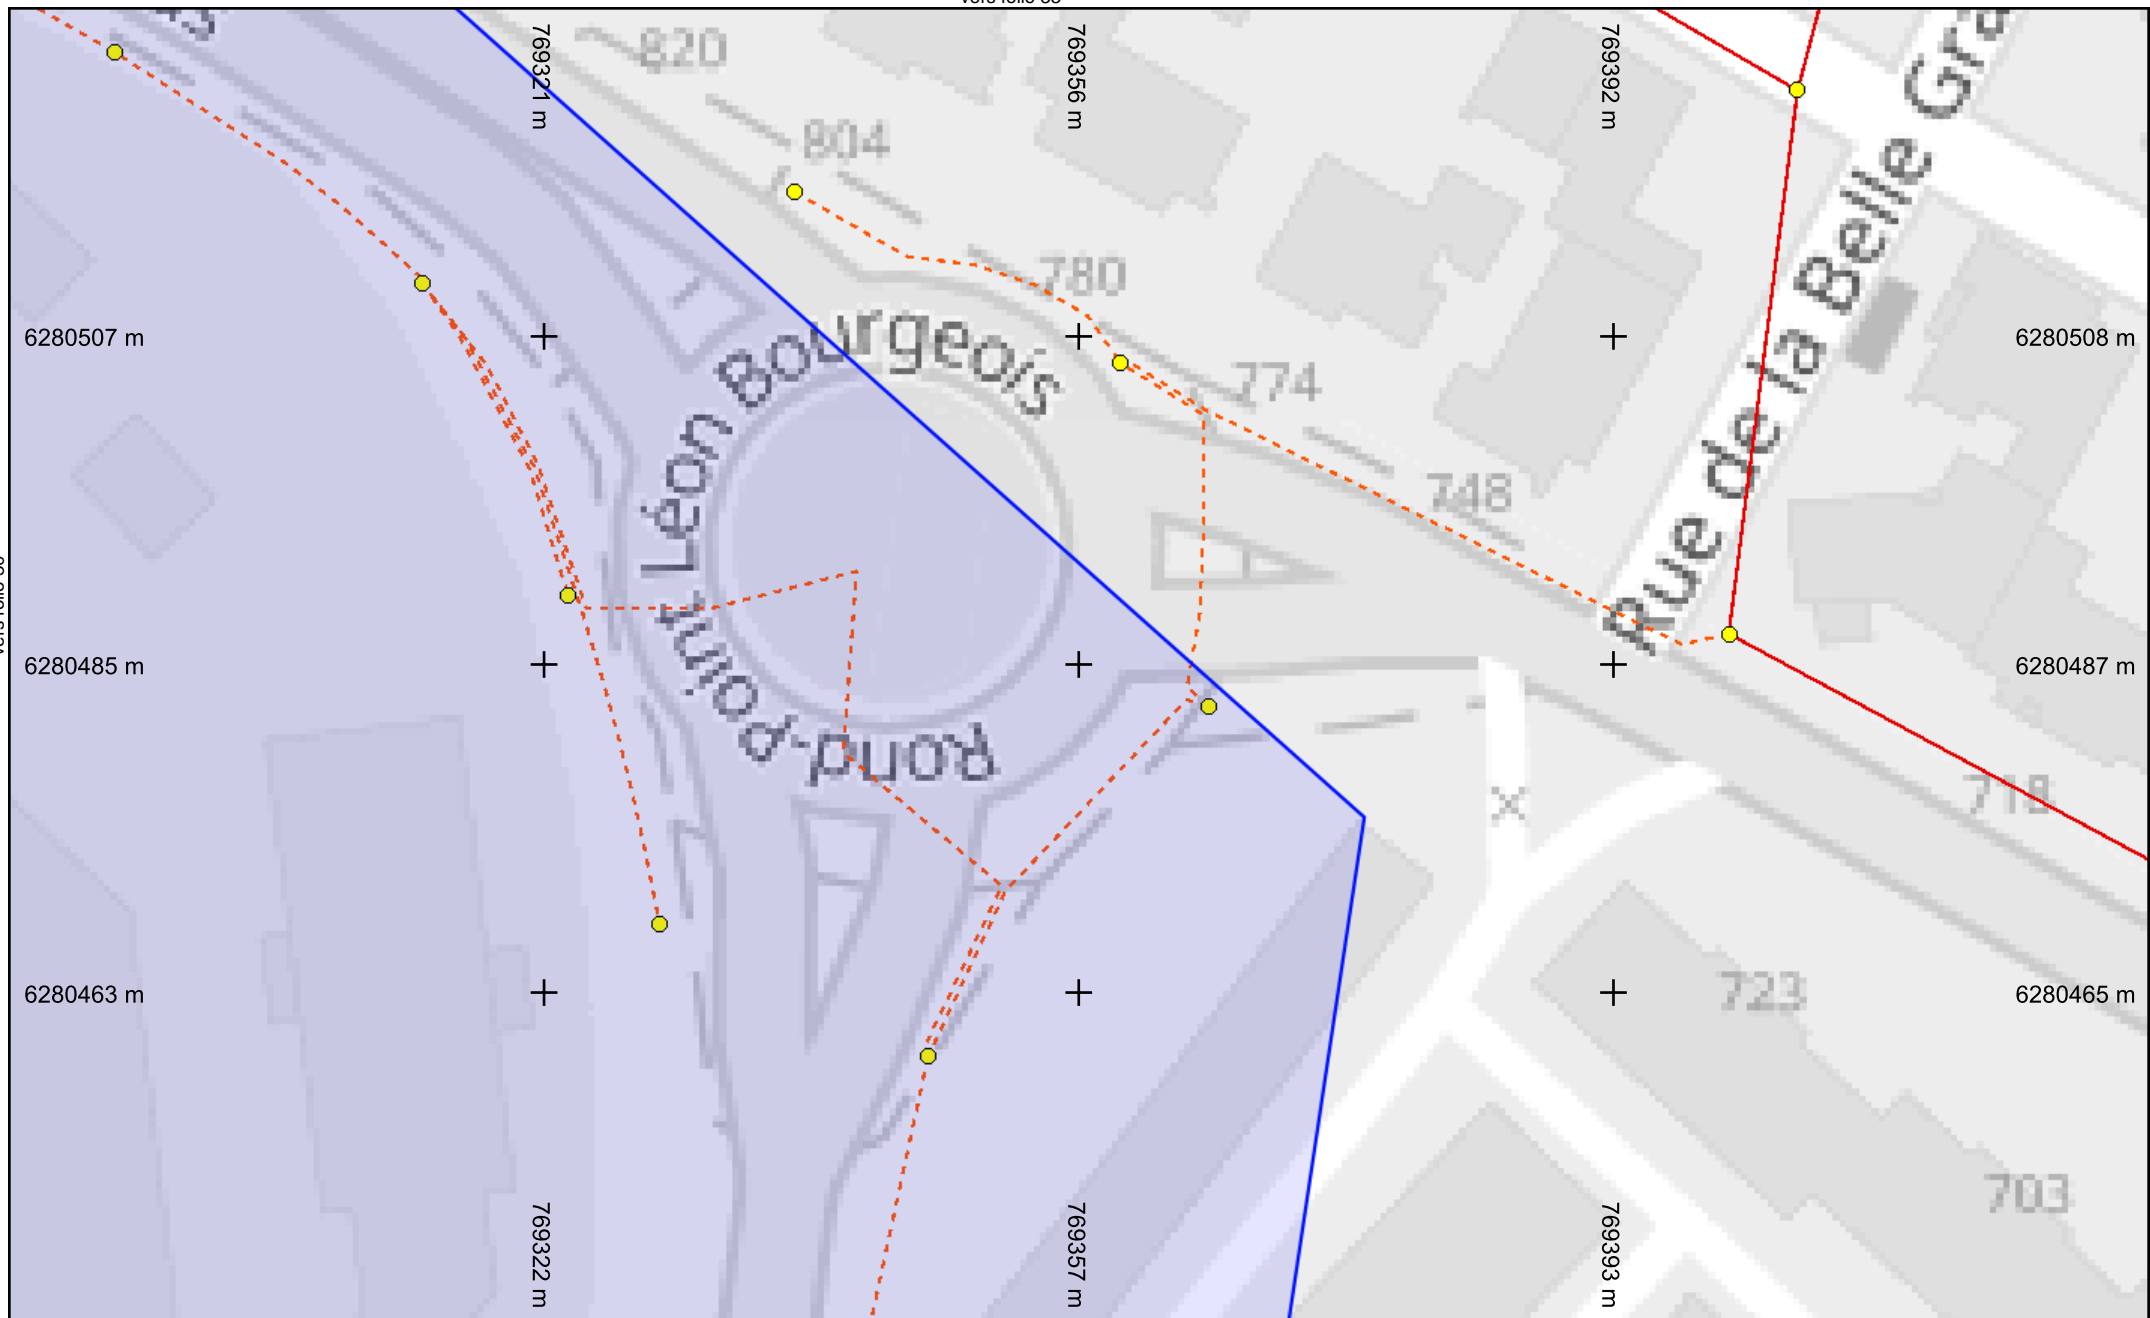 769321 m
769356 m
769392 m
820
804
780
774
748
Rue de la Belle Gra
6280507 m
6280508 m
Rond-Point Léon Bourgeois
6280485 m
6280487 m
718
6280463 m
6280465 m
723
703
769322 m
769357 m
769393 m